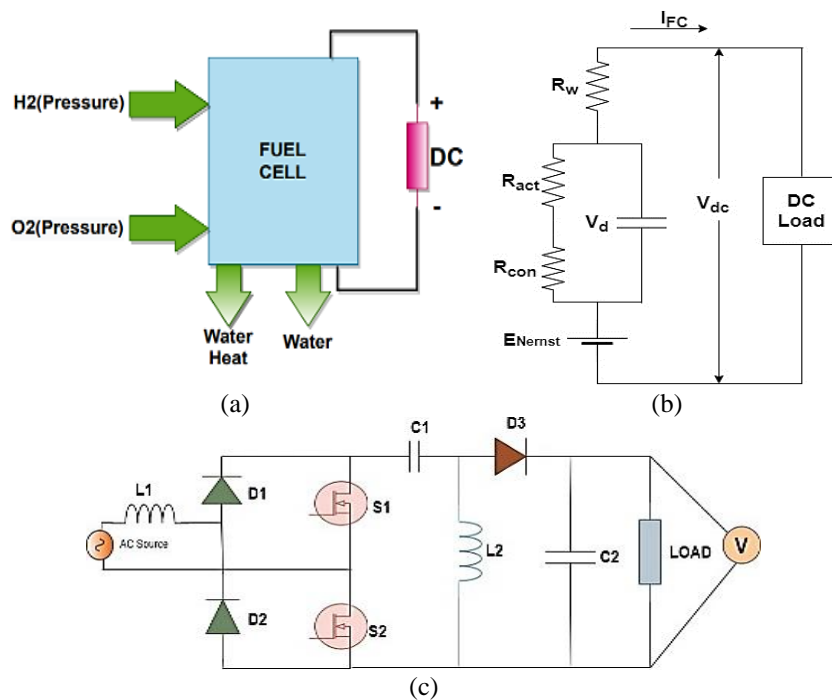 H2(Pressure)
O2(Pressure)
FUEL
CELL
+
DC
-
Water
Heat
Water
(a)
IFC
Rw
Ract
Vd
Rcon
ENernst
Vdc
DC
Load
(b)
L1
AC Source
D1
D2
S1
S2
C1
L2
D3
C2
LOAD
V
(c)